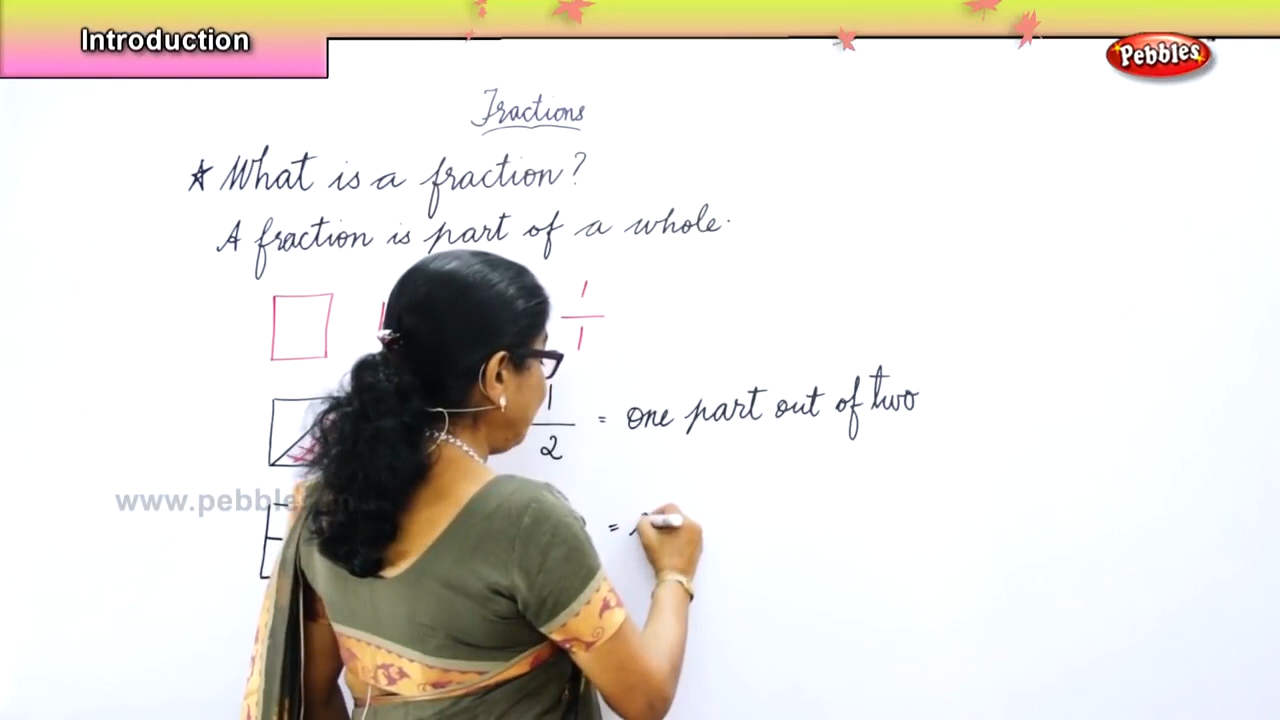 Introduction
Pebbles
Fractions
* What is a fraction?
A fraction is part of a whole.
1
1
1
2 = one part out of two
www.pebble
=